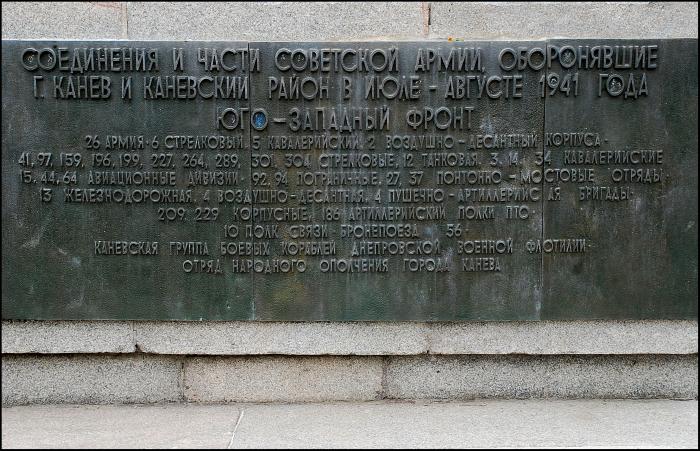 СОЕДИНЕНИЯ И ЧАСТИ СОВЕТСКОЙ АРМИИ, ОБОРОНЯВШИЕ
Г. КАНЕВ И КАНЕВСКИЙ РАЙОН В ИЮЛЕ - АВГУСТЕ 1941 ГОДА
ЮГО-ЗАПАДНЫЙ ФРОНТ
26 АРМИЯ· 6 СТРЕЛКОВЫЙ, 5 КАВАЛЕРИЙСКИЙ, 2 ВОЗДУШНО-ДЕСАНТНЫЙ КОРПУСА·
41, 97, 159, 196, 199, 227, 264, 289, 301, 304 СТРЕЛКОВЫЕ, 12 ТАНКОВАЯ, 3, 14, 34 КАВАЛЕРИЙСКИЕ
15, 44, 64 АВИАЦИОННЫЕ ДИВИЗИИ· 92, 94 ПОГРАНИЧНЫЕ, 27, 37 ПОНТОННО-МОСТОВЫЕ ОТРЯДЫ·
13 ЖЕЛЕЗНОДОРОЖНАЯ, 4 ВОЗДУШНО-ДЕСАНТНАЯ, 4 ПУШЕЧНО-АРТИЛЛЕРИЙС АЯ БРИГАДЫ·
209, 229 КОРПУСНЫЕ, 186 АРТИЛЛЕРИЙСКИЙ ПОЛКИ ПТО·
10 ПОЛК СВЯЗИ· БРОНЕПОЕЗД 56·
КАНЕВСКАЯ ГРУППА БОЕВЫХ КОРАБЛЕЙ ДНЕПРОВСКОЙ ВОЕННОЙ ФЛОТИЛИИ·
ОТРЯД НАРОДНОГО ОПОЛЧЕНИЯ ГОРОДА КАНЕВА